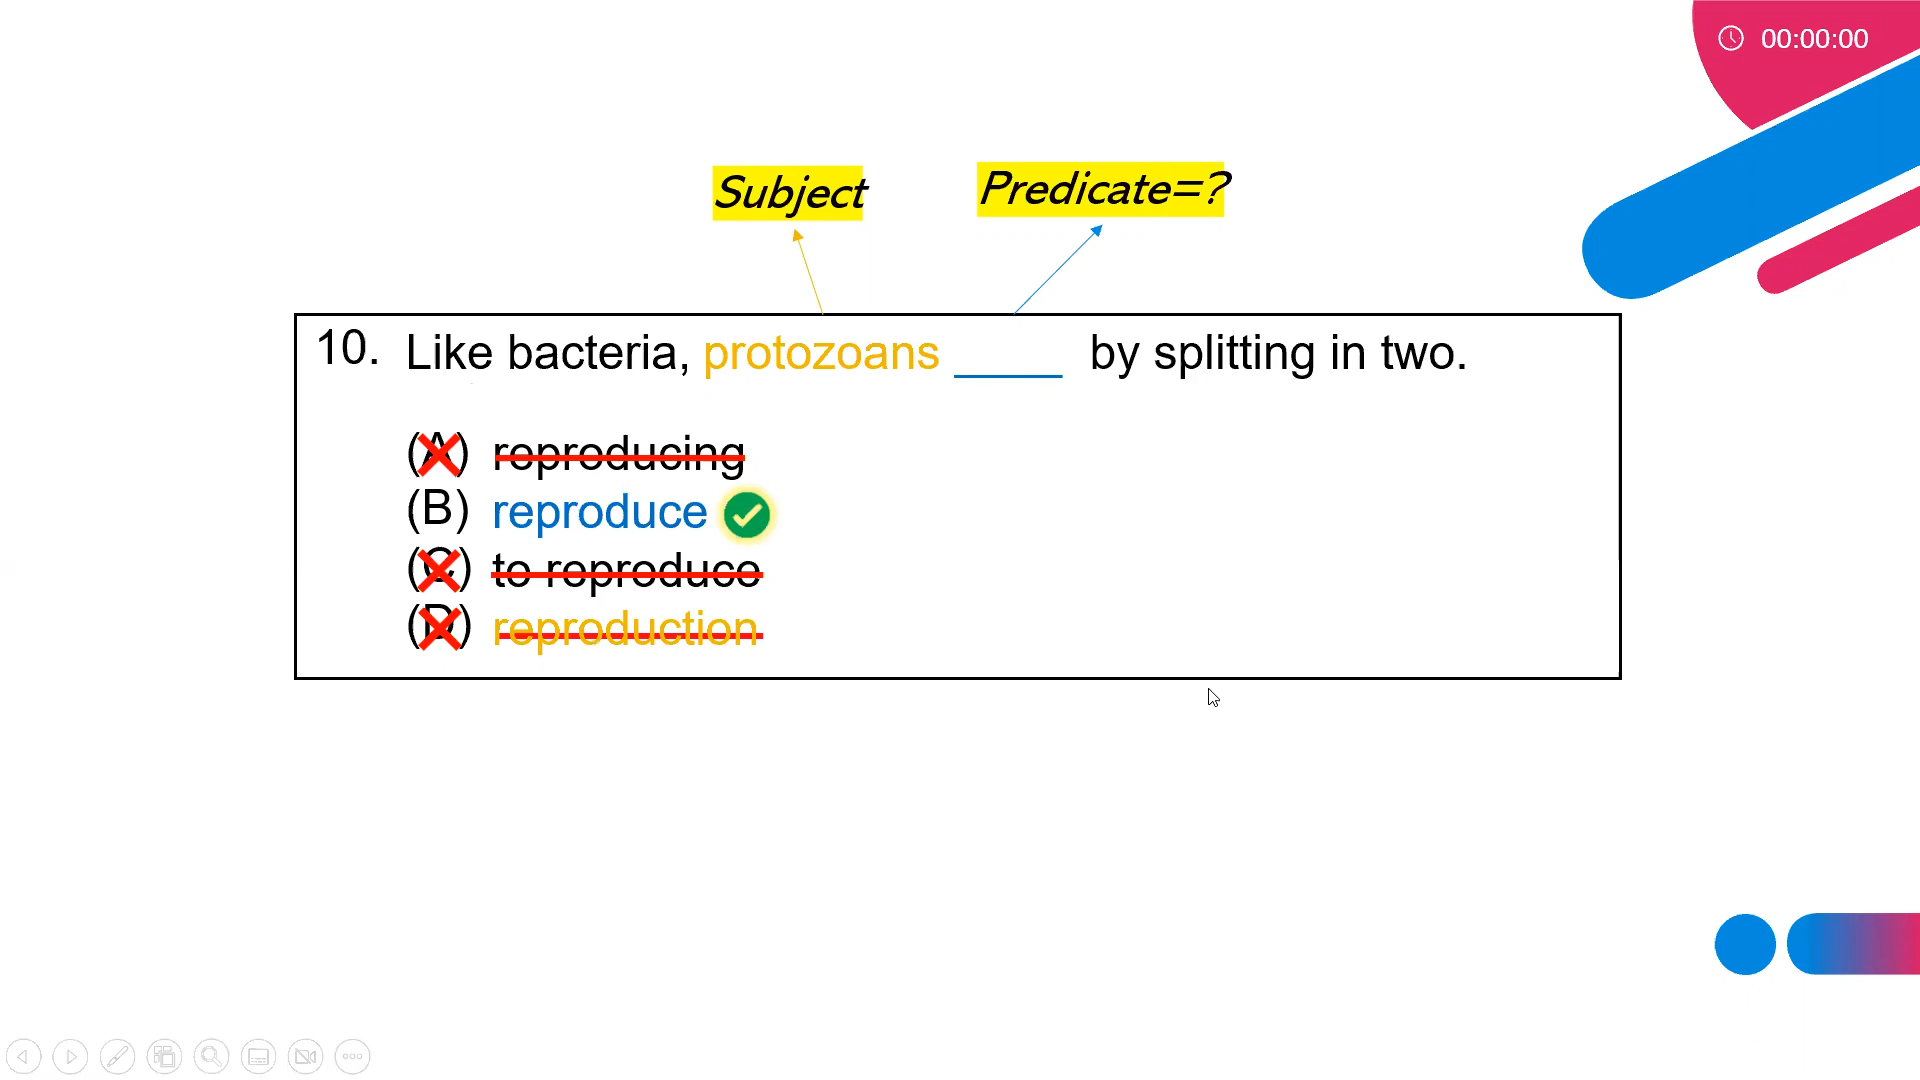 00:00:00
Subject Predicate=?
10. Like bacteria, protozoans _____ by splitting in two.
(A) reproducing
(B) reproduce
(C) to reproduce
(D) reproduction